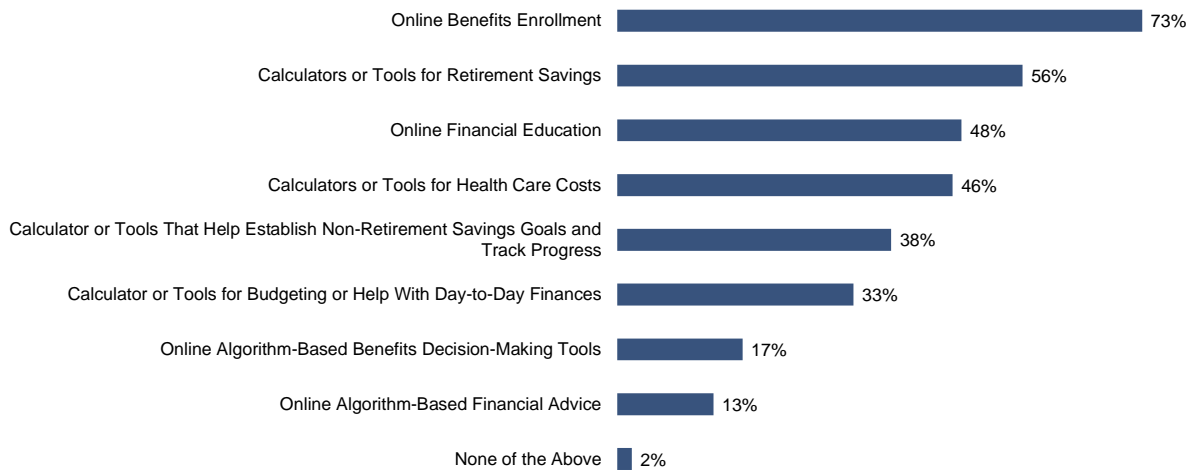 Online Benefits Enrollment 73%
Calculators or Tools for Retirement Savings 56%
Online Financial Education 48%
Calculators or Tools for Health Care Costs 46%
Calculator or Tools That Help Establish Non-Retirement Savings Goals and
Track Progress 38%
Calculator or Tools for Budgeting or Help With Day-to-Day Finances 33%
Online Algorithm-Based Benefits Decision-Making Tools 17%
Online Algorithm-Based Financial Advice 13%
None of the Above 2%